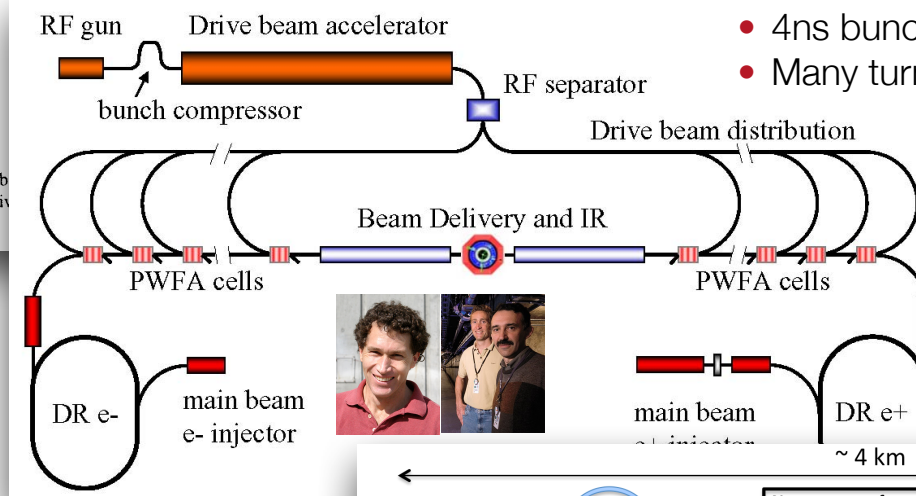 RF gun
Drive beam accelerator
• 4ns bunc
• Many turn
bunch compressor
RF separator
Drive beam distribution
Beam Delivery and IR
PWFA cells
PWFA cells
DR e-
main beam
e- injector
main beam
DR e+
~ 4 km